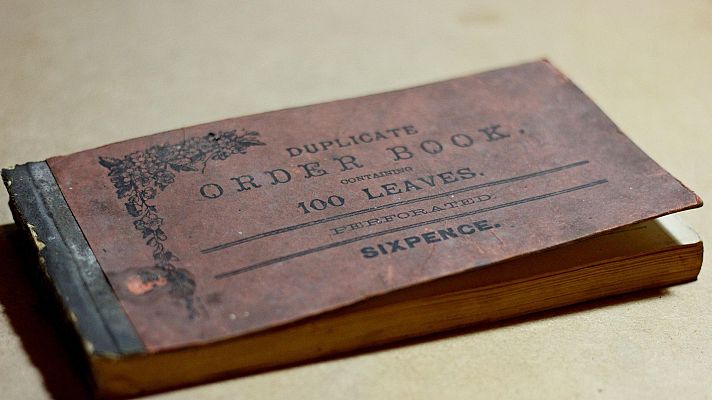 DUPLICATE
ORDER BOOK.
CONTAINING
100 LEAVES.
PERFORATED
SIXPENCE.